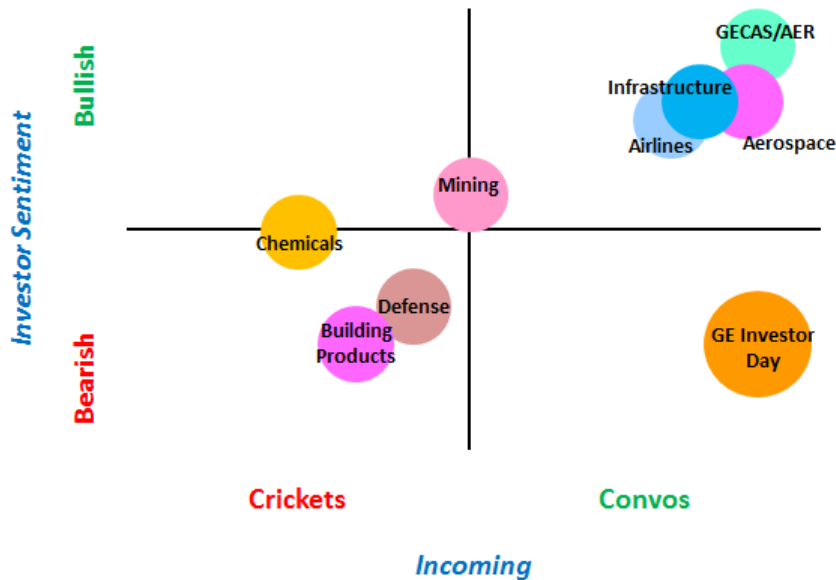 GECAS/AER
Bullish
Infrastructure
Airlines
Aerospace
Investor Sentiment
Mining
Chemicals
Defense
Building
Products
GE Investor
Day
Bearish
Crickets
Convos
Incoming